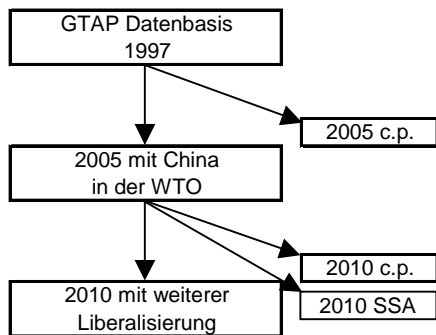 GTAP Datenbasis
1997
2005 c.p.
2005 mit China
in der WTO
2010 c.p.
2010 SSA
2010 mit weiterer
Liberalisierung